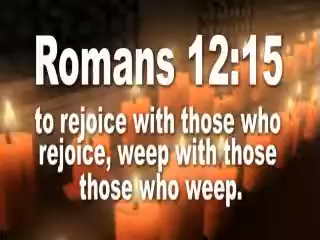 Romans 12:15
to rejoice with those who
rejoice, weep with those
those who weep.